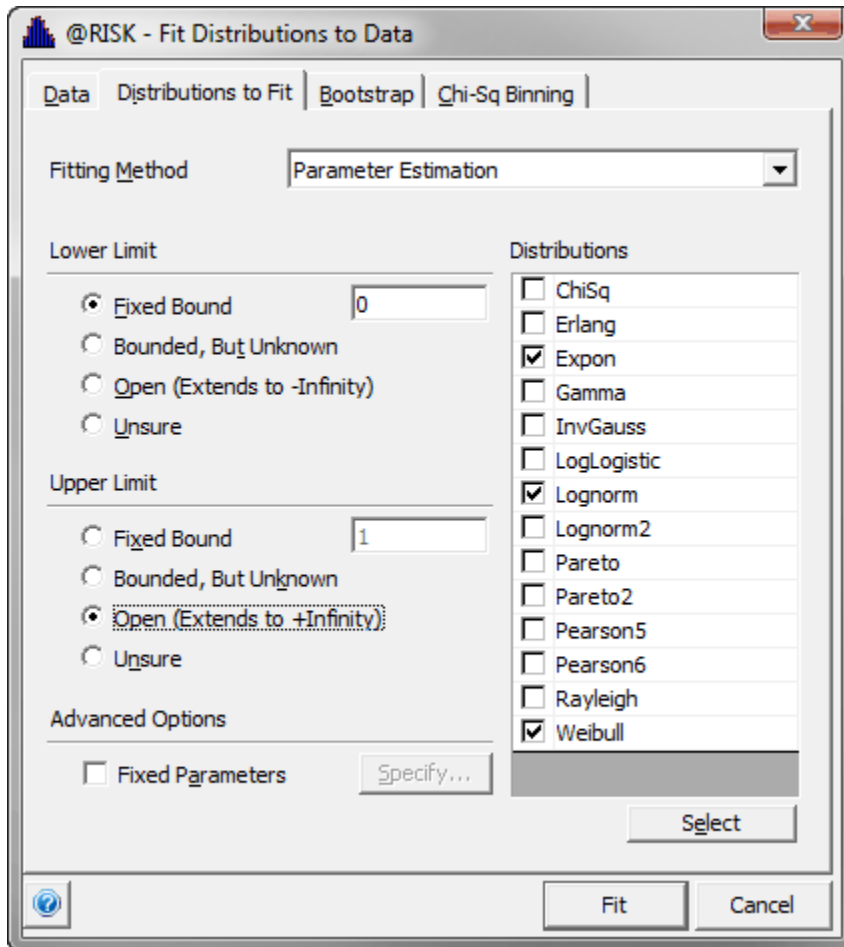 @RISK - Fit Distributions to Data
Data
Distributions to Fit
Bootstrap
Chi-Sq Binning
Fitting Method
Parameter Estimation
Lower Limit
Fixed Bound
0
Bounded, But Unknown
Open (Extends to -Infinity)
Unsure
Upper Limit
Fixed Bound
1
Bounded, But Unknown
Open (Extends to +Infinity)
Unsure
Advanced Options
Fixed Parameters
Specify...
Distributions
ChiSq
Erlang
Expon
Gamma
InvGauss
LogLogistic
Lognorm
Lognorm2
Pareto
Pareto2
Pearson5
Pearson6
Rayleigh
Weibull
Select
?
Fit
Cancel